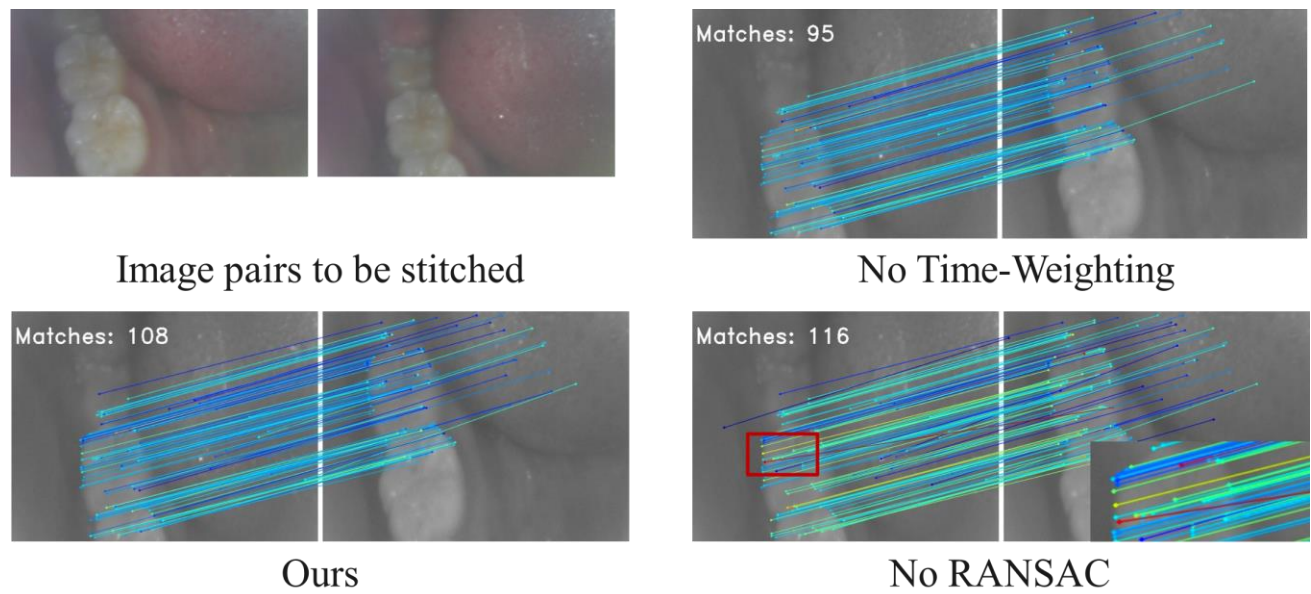 Matches: 95
Image pairs to be stitched
No Time-Weighting
Matches: 108
Matches: 116
Ours
No RANSAC